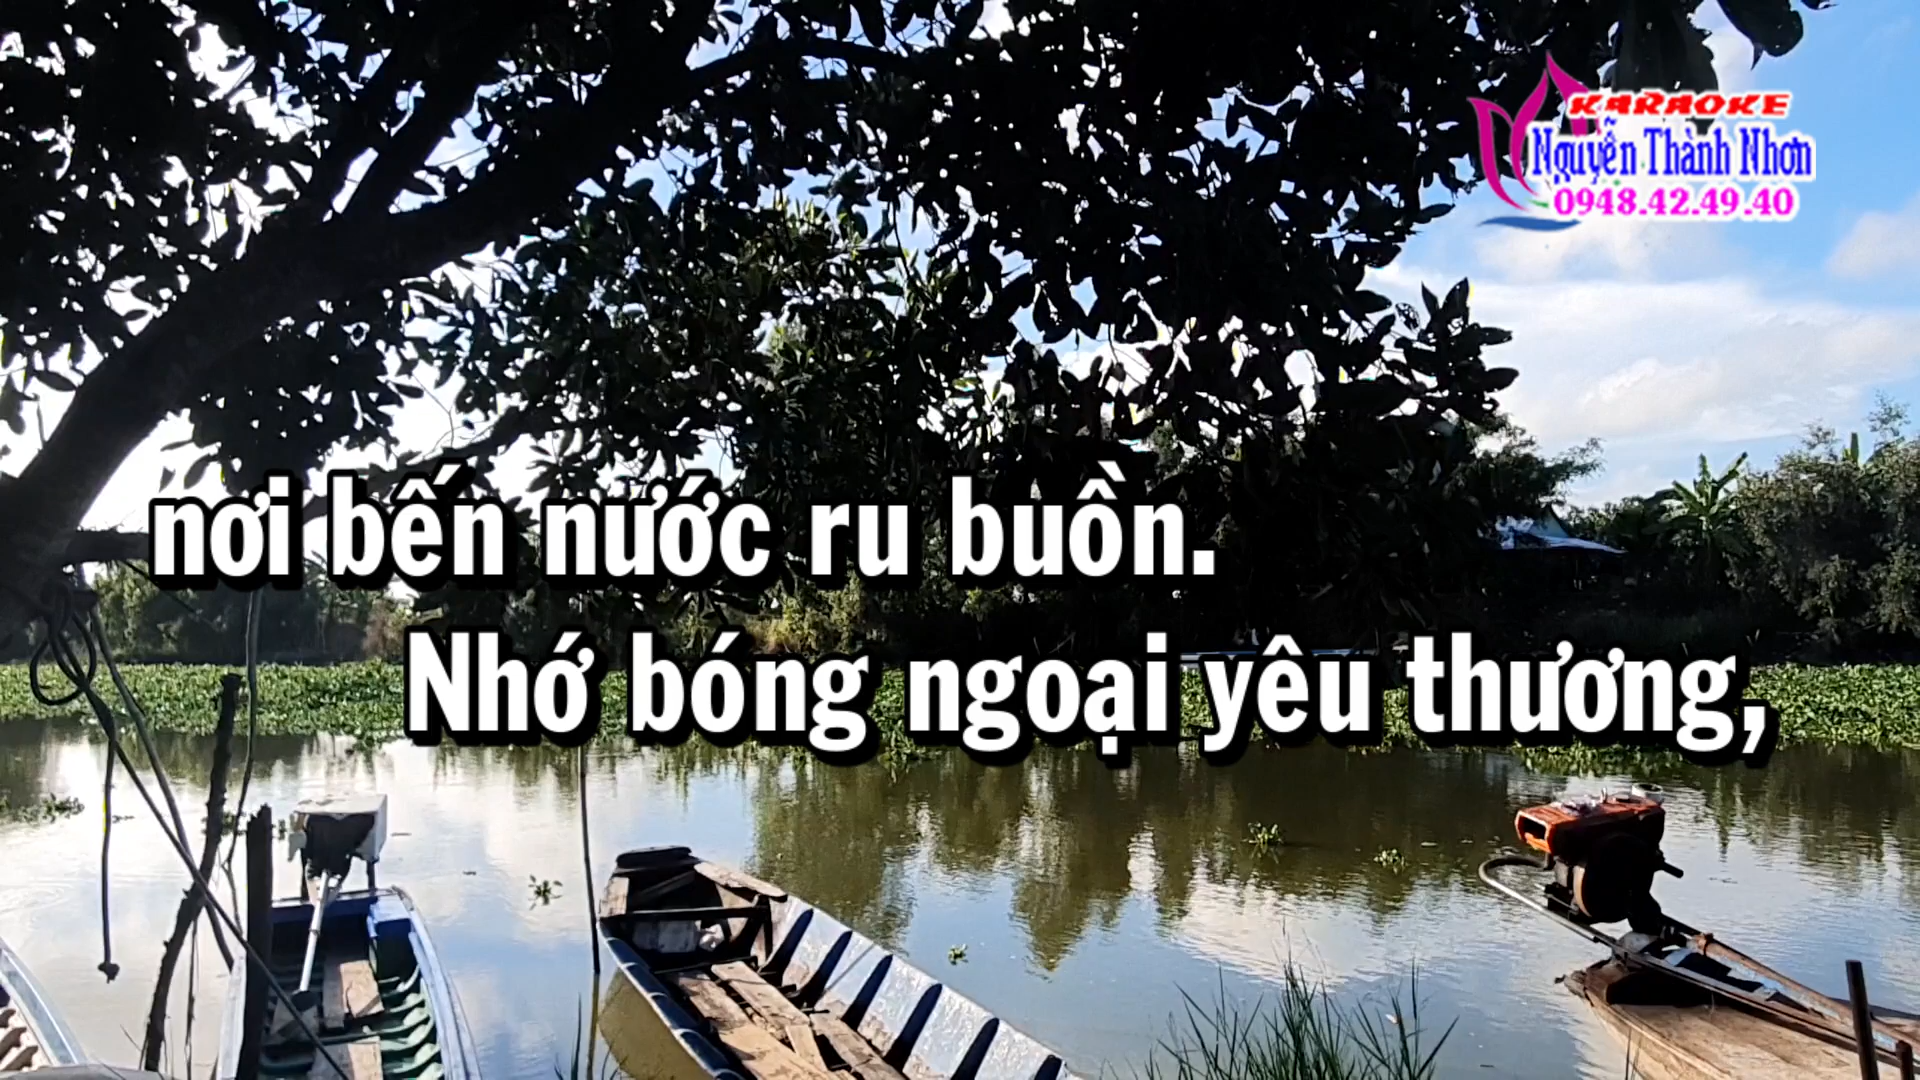 KARAOKE
Nguyễn Thành Nhơn
0948.42.49.40
nơi bến nước ru buồn.
Nhớ bóng ngoại yêu thương,